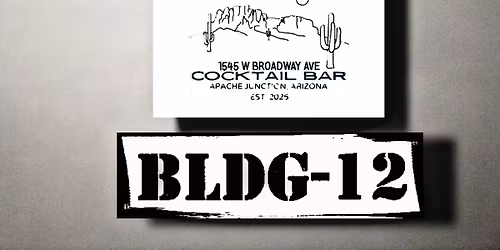 1545 W BROADWAY AVE
COCKTAIL BAR
APACHE JUNCTION, ARIZONA
EST 2025
BLDG-12